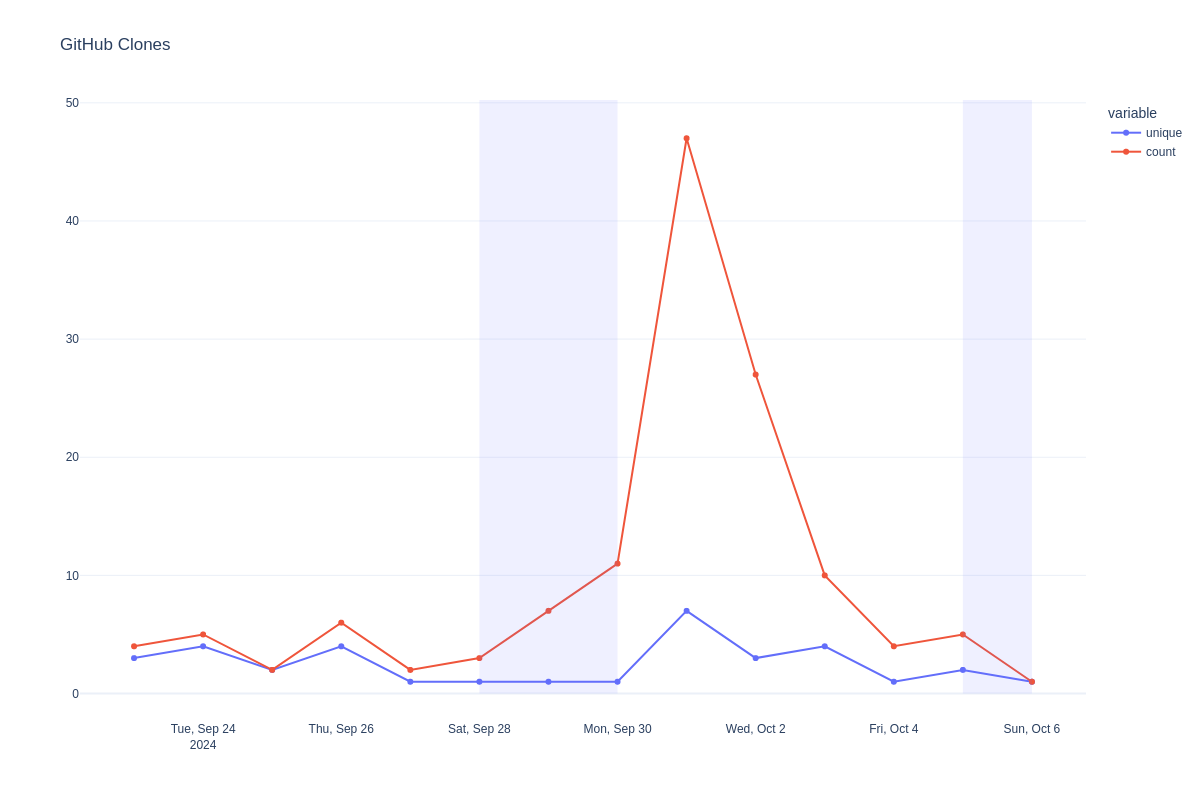 GitHub Clones
50
40
30
20
10
0
Tue, Sep 24
2024
Thu, Sep 26
Sat, Sep 28
Mon, Sep 30
Wed, Oct 2
Fri, Oct 4
Sun, Oct 6
variable
unique
count